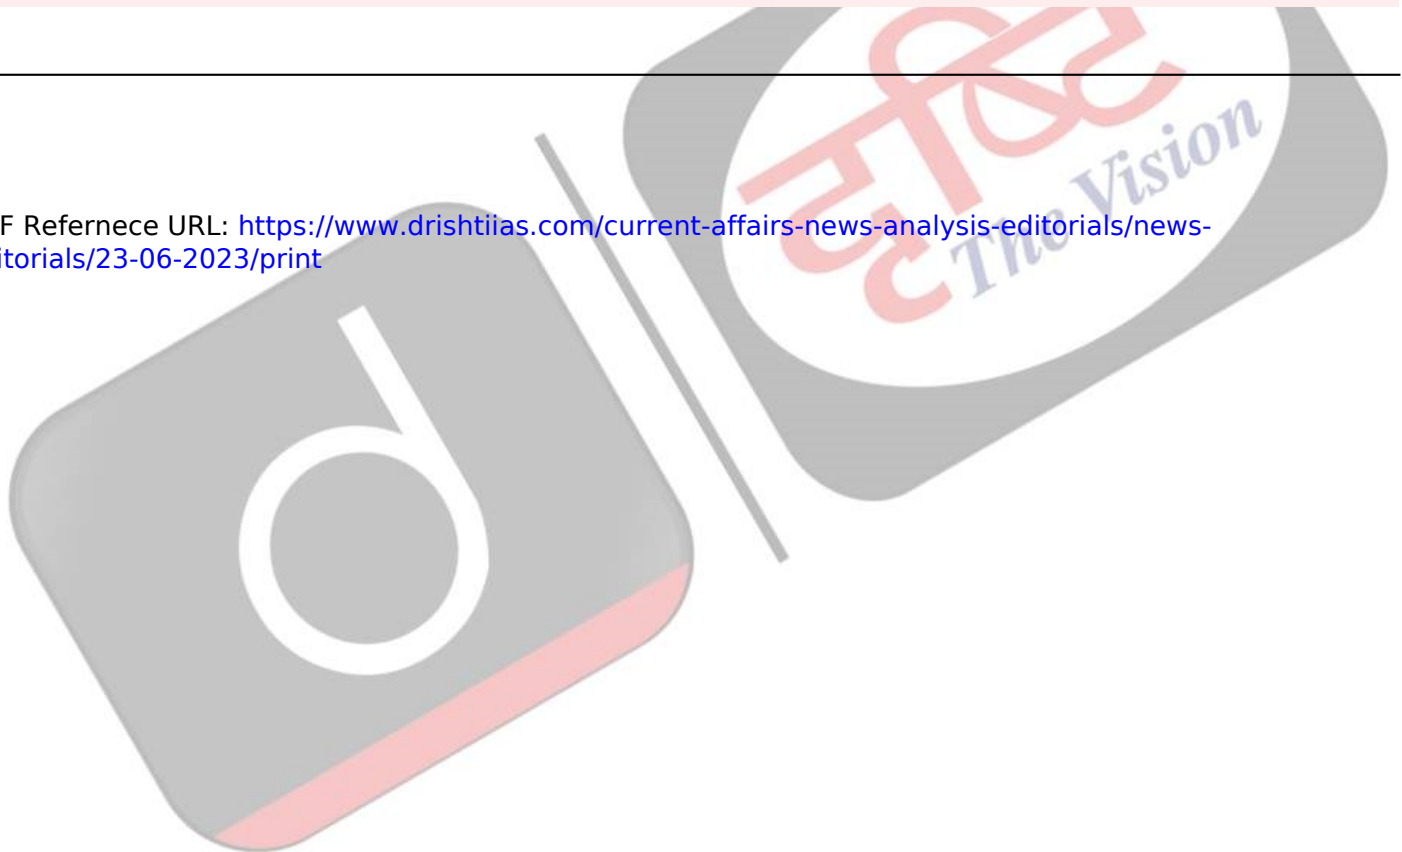 दृष्टि
The Vision
F Refernece URL: https://www.drishtiias.com/current-affairs-news-analysis-editorials/news-
itorials/23-06-2023/print
d